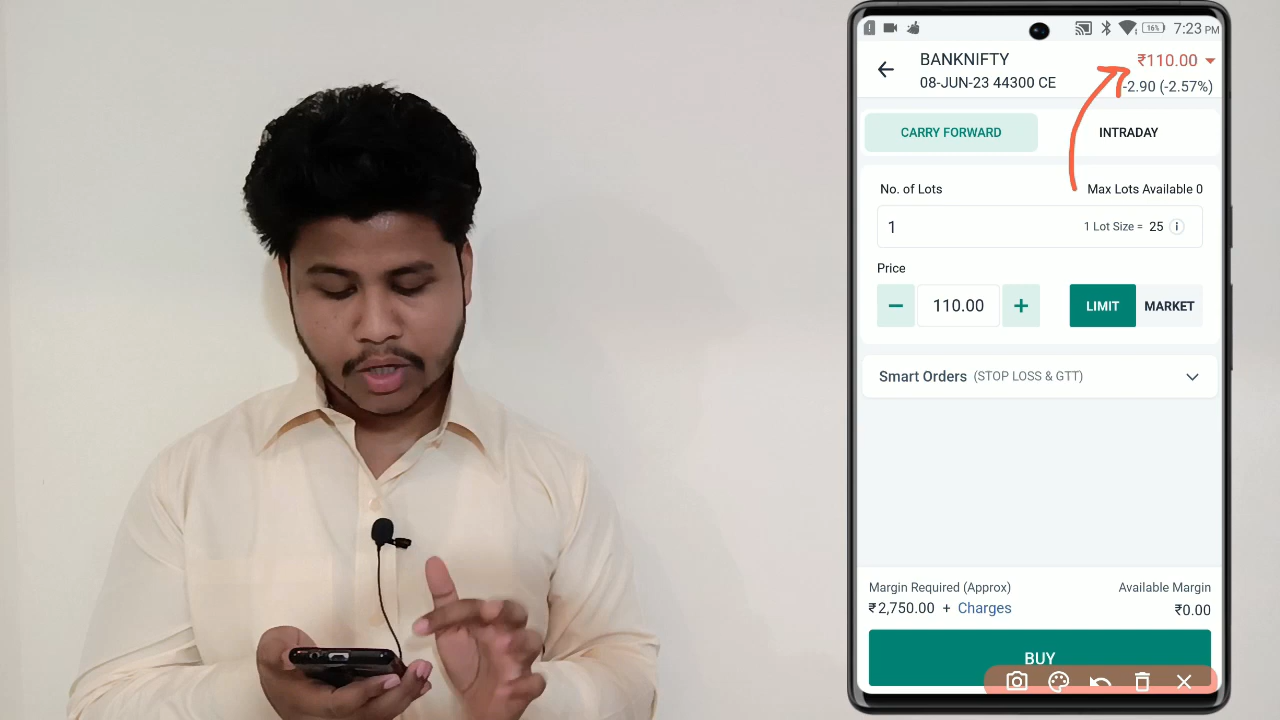 16% 7:23 PM
BANKNIFTY ₹110.00
08-JUN-23 44300 CE -2.90 (-2.57%)
CARRY FORWARD INTRADAY
No. of Lots Max Lots Available 0
1 1 Lot Size = 25 i
Price
− 110.00 + LIMIT MARKET
Smart Orders (STOP LOSS & GTT)
Margin Required (Approx) Available Margin
₹2,750.00 + Charges ₹0.00
BUY